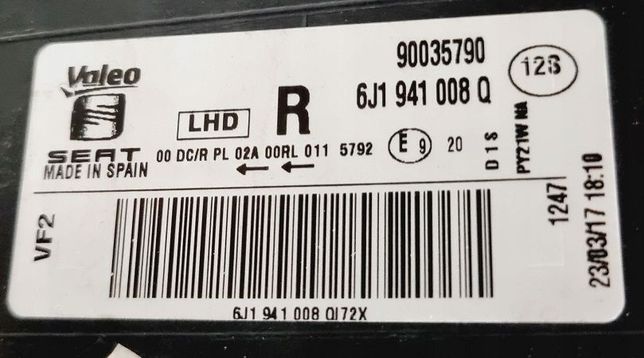 Valeo
SEAT
MADE IN SPAIN
LHD
R
90035790
6J1 941 008 Q
128
00 DC/R PL 02A 00RL 011 5792
E 9
20
D1S
PY21W NA
VF2
1247
23/03/17 18:10
6J1 941 008 QI72X